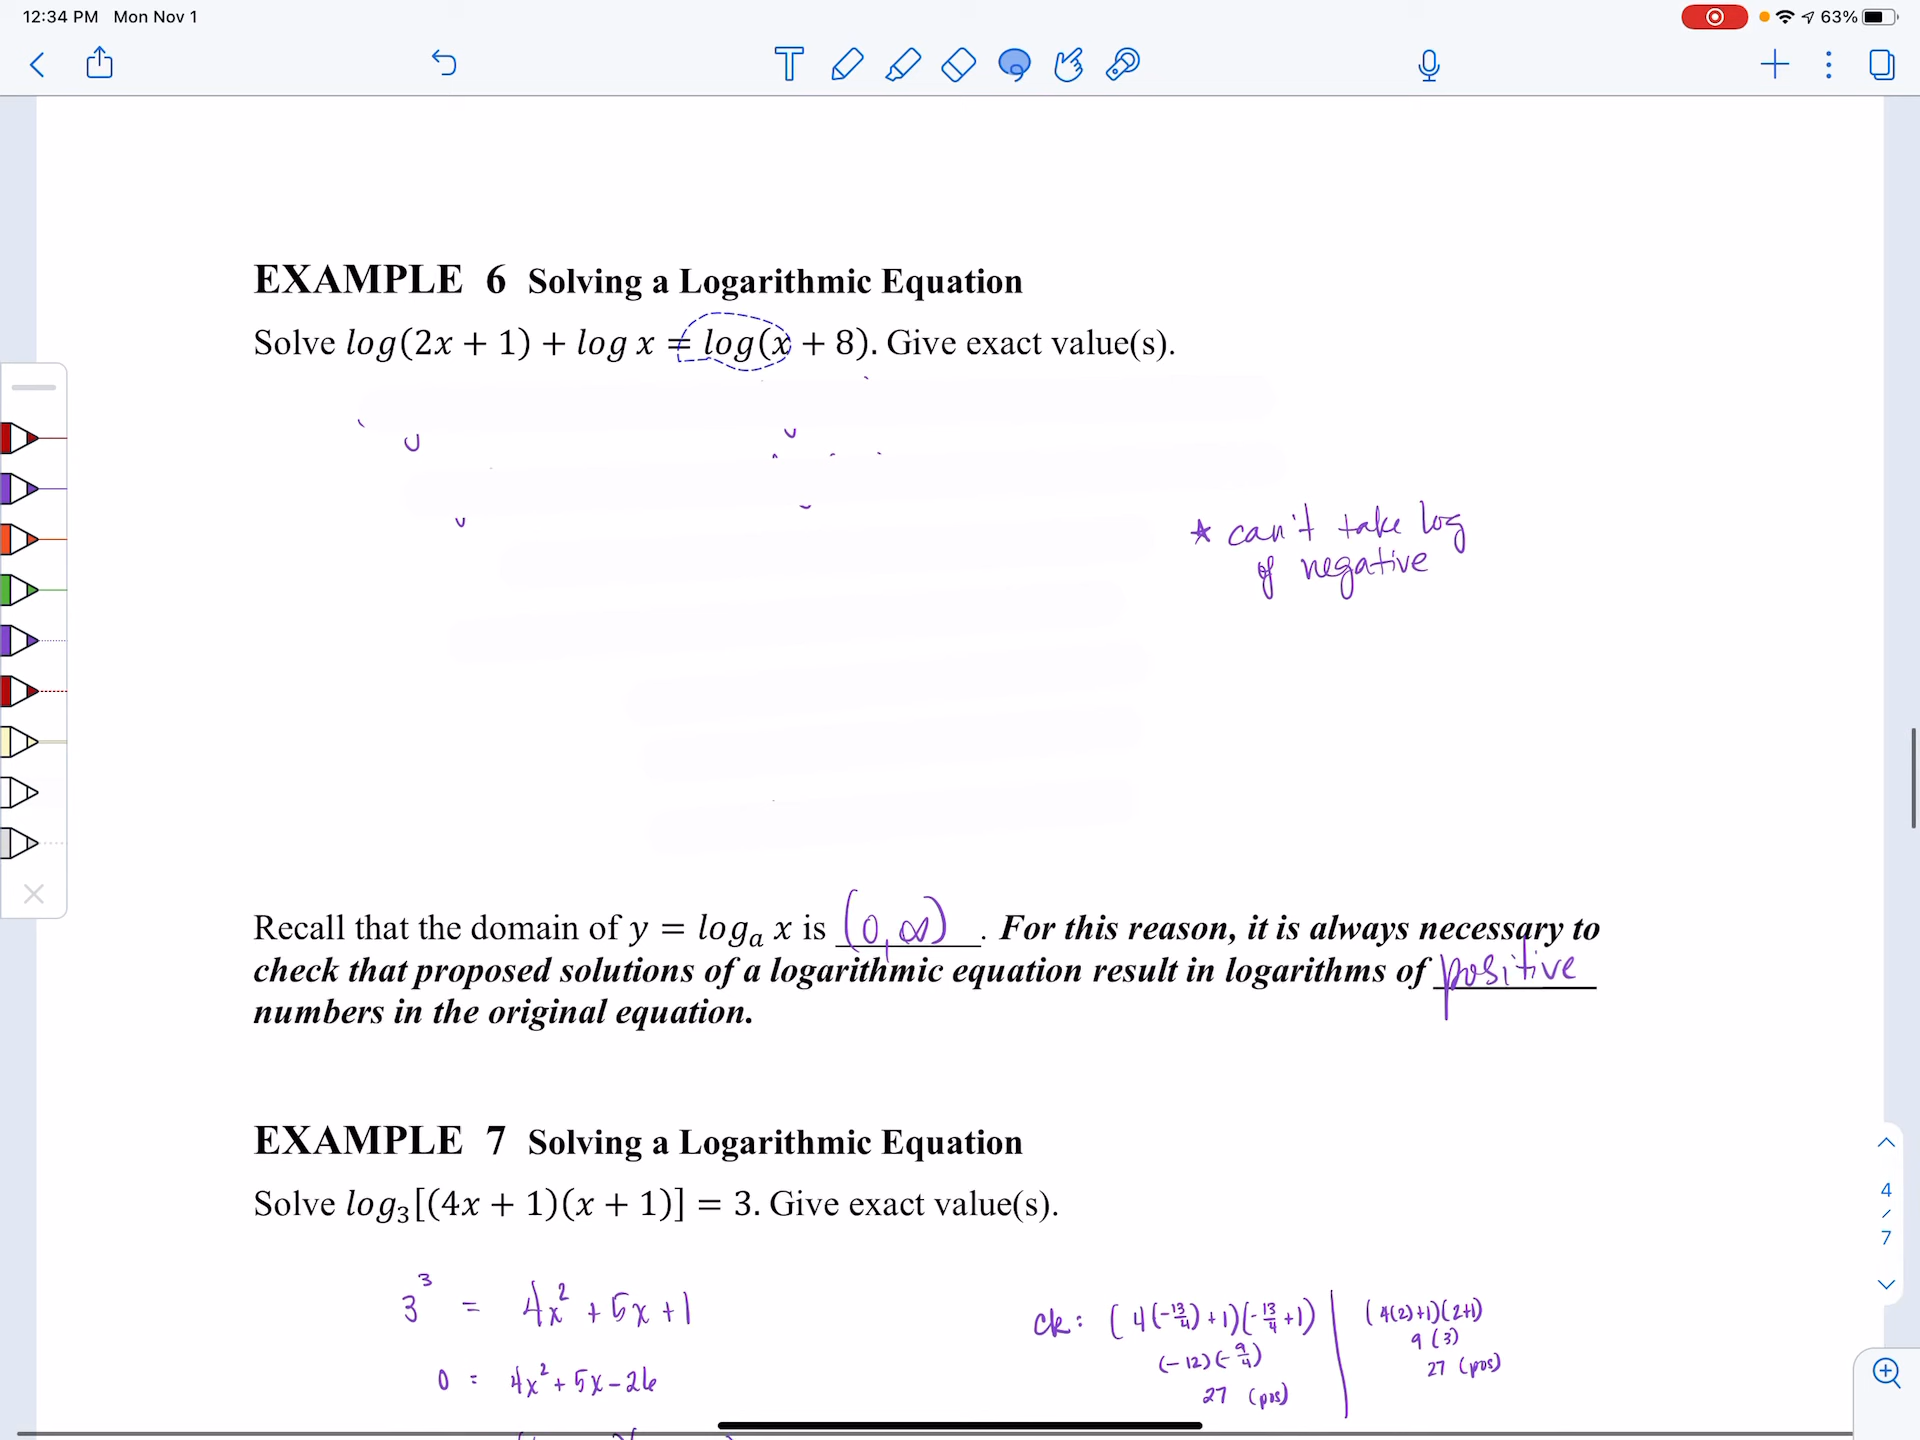 12:34 PM Mon Nov 1
63%
T
EXAMPLE 6 Solving a Logarithmic Equation
Solve log(2x + 1) + log x = log(x + 8). Give exact value(s).
* can't take log
of negative
Recall that the domain of y = logₐ x is (0, ∞). For this reason, it is always necessary to
check that proposed solutions of a logarithmic equation result in logarithms of positive
numbers in the original equation.
EXAMPLE 7 Solving a Logarithmic Equation
Solve log₃[(4x + 1)(x + 1)] = 3. Give exact value(s).
3³ = 4x² + 5x + 1
0 = 4x² + 5x - 26
ck: (4(-13/4) + 1)(-13/4 + 1)
(-12)(-9/4)
27 (pos)
(4(2)+1)(2+1)
9 (3)
27 (pos)
4
/
7